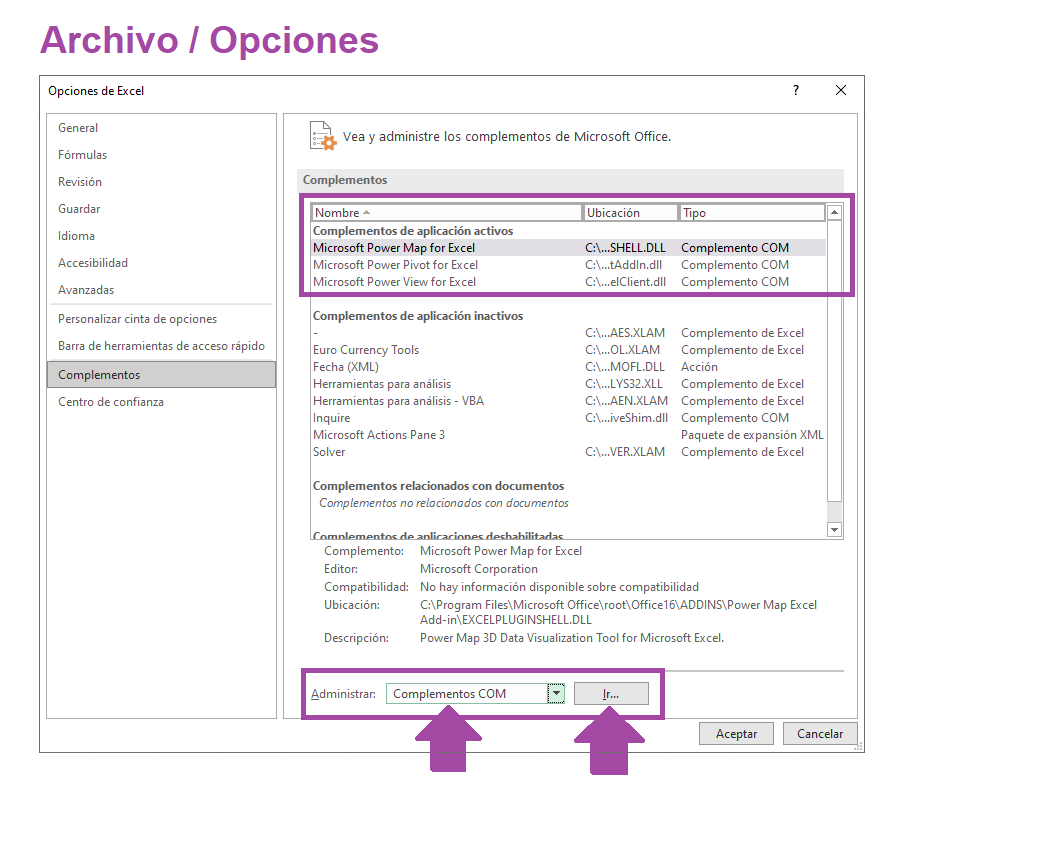 Archivo / Opciones
Opciones de Excel
?
General
Fórmulas
Revisión
Guardar
Idioma
Accesibilidad
Avanzadas
Personalizar cinta de opciones
Barra de herramientas de acceso rápido
Complementos
Centro de confianza
Vea y administre los complementos de Microsoft Office.
Complementos
Nombre Ubicación Tipo
Complementos de aplicación activos
Microsoft Power Map for Excel C:\...SHELL.DLL Complemento COM
Microsoft Power Pivot for Excel C:\...tAddIn.dll Complemento COM
Microsoft Power View for Excel C:\...elClient.dll Complemento COM
Complementos de aplicación inactivos
- C:\...AES.XLAM Complemento de Excel
Euro Currency Tools C:\...OL.XLAM Complemento de Excel
Fecha (XML) C:\...MOFL.DLL Acción
Herramientas para análisis C:\...LYS32.XLL Complemento de Excel
Herramientas para análisis - VBA C:\...AEN.XLAM Complemento de Excel
Inquire C:\...iveShim.dll Complemento COM
Microsoft Actions Pane 3 Paquete de expansión XML
Solver C:\...VER.XLAM Complemento de Excel
Complementos relacionados con documentos
Complementos no relacionados con documentos
Complementos de aplicaciones deshabilitadas
Complemento: Microsoft Power Map for Excel
Editor: Microsoft Corporation
Compatibilidad: No hay información disponible sobre compatibilidad
Ubicación: C:\Program Files\Microsoft Office\root\Office16\ADDINS\Power Map Excel
Add-in\EXCELPLUGINSHELL.DLL
Descripción: Power Map 3D Data Visualization Tool for Microsoft Excel.
Administrar: Complementos COM Ir...
Aceptar Cancelar